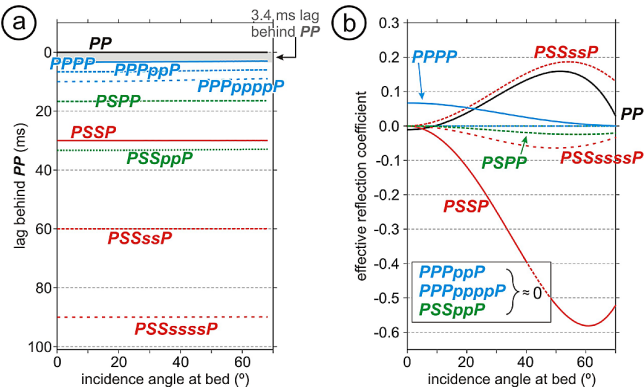 a
3.4 ms lag
behind PP
PP
PPPP
PPPppP
PPPppppP
PSPP
PSSP
PSSppP
PSSssP
PSSssssP
0
20
40
60
80
100
lag behind PP (ms)
0
20
40
60
incidence angle at bed (º)
b
0.3
0.2
0.1
0.0
-0.1
-0.2
-0.3
-0.4
-0.5
-0.6
effective reflection coefficient
PSSssP
PPPP
PP
PSPP
PSSssssP
PSSP
PPPppP
PPPppppP
PSSppP
≈ 0
0
20
40
60
incidence angle at bed (º)